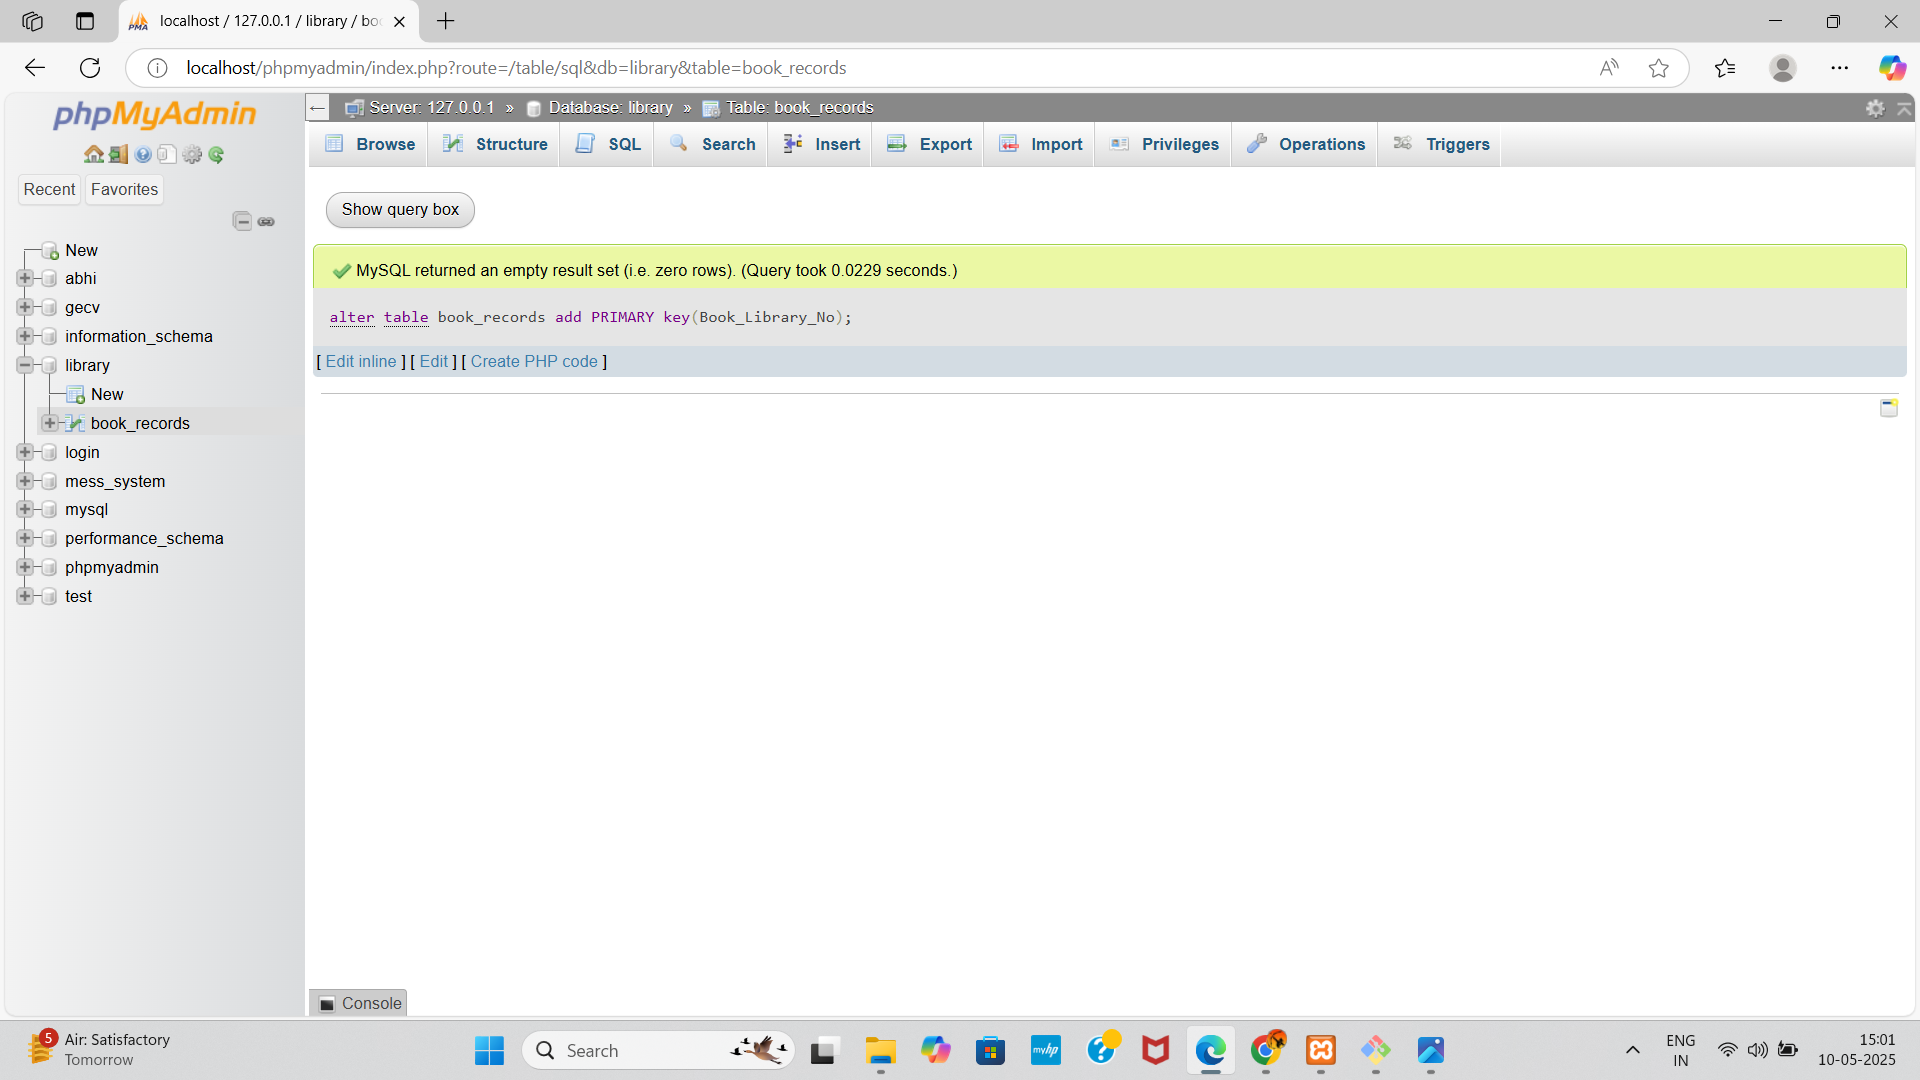 localhost / 127.0.0.1 / library / boo
localhost/phpmyadmin/index.php?route=/table/sql&db=library&table=book_records
phpMyAdmin
Recent Favorites
New
abhi
gecv
information_schema
library
New
book_records
login
mess_system
mysql
performance_schema
phpmyadmin
test
Server: 127.0.0.1 » Database: library » Table: book_records
Browse Structure SQL Search Insert Export Import Privileges Operations Triggers
Show query box
MySQL returned an empty result set (i.e. zero rows). (Query took 0.0229 seconds.)
alter table book_records add PRIMARY key(Book_Library_No);
[ Edit inline ] [ Edit ] [ Create PHP code ]
Console
5 Air: Satisfactory
Tomorrow
Search
myhp
ENG
IN
15:01
10-05-2025